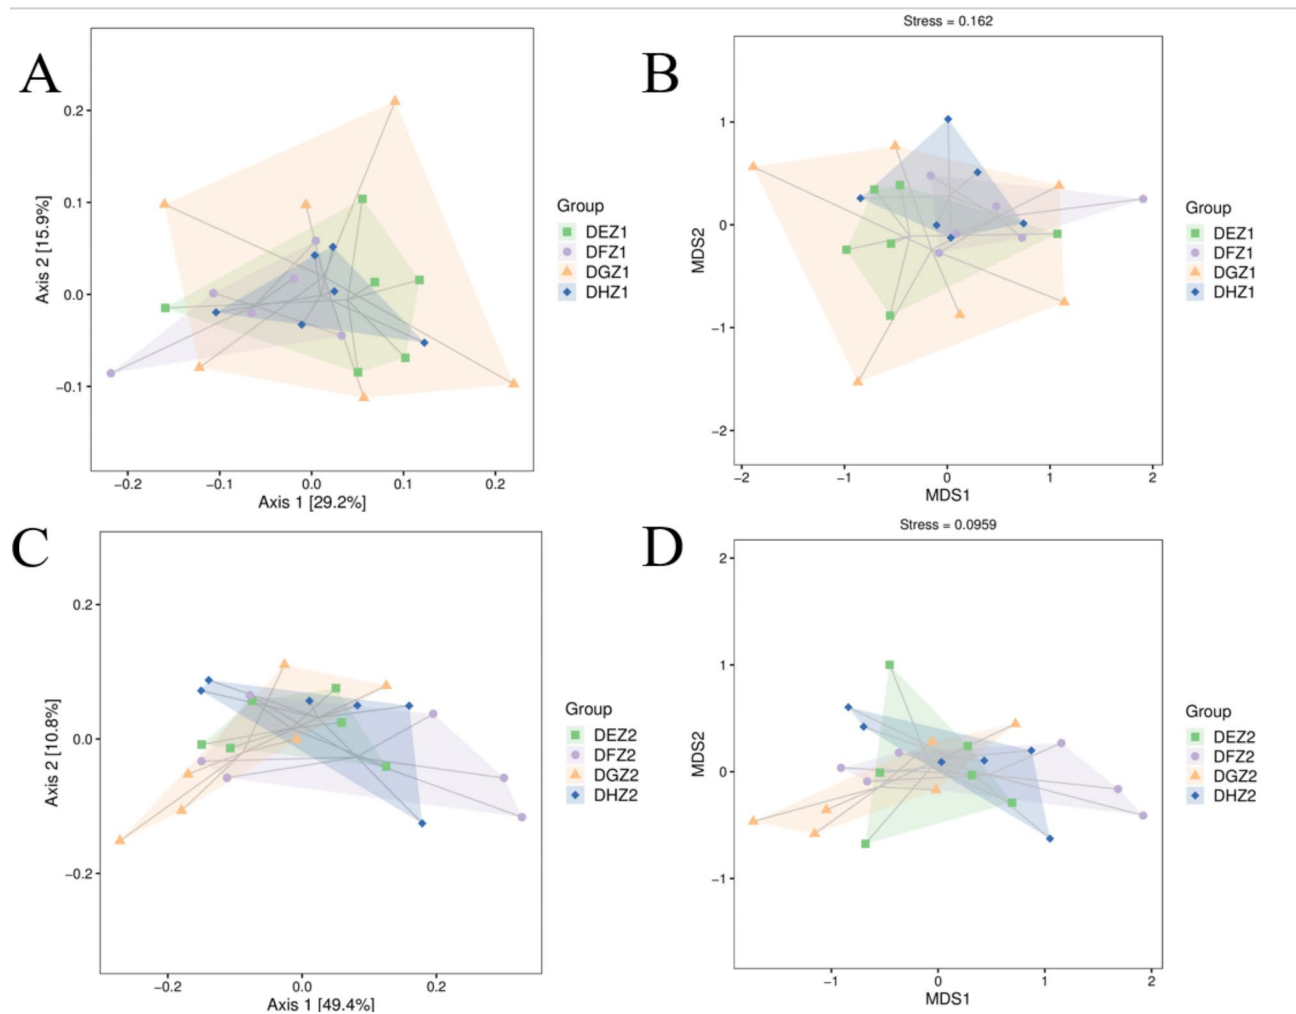 A
0.2
0.1
0.0
−0.1
Axis 2 [15.9%]
−0.2
−0.1
0.0
0.1
0.2
Axis 1 [29.2%]
Group
DEZ1
DFZ1
DGZ1
DHZ1
B
Stress = 0.162
1
0
−1
−2
MDS2
−2
−1
0
1
2
MDS1
Group
DEZ1
DFZ1
DGZ1
DHZ1
C
0.2
0.0
−0.2
Axis 2 [10.8%]
−0.2
0.0
0.2
Axis 1 [49.4%]
Group
DEZ2
DFZ2
DGZ2
DHZ2
D
Stress = 0.0959
2
1
0
−1
MDS2
−1
0
1
2
MDS1
Group
DEZ2
DFZ2
DGZ2
DHZ2